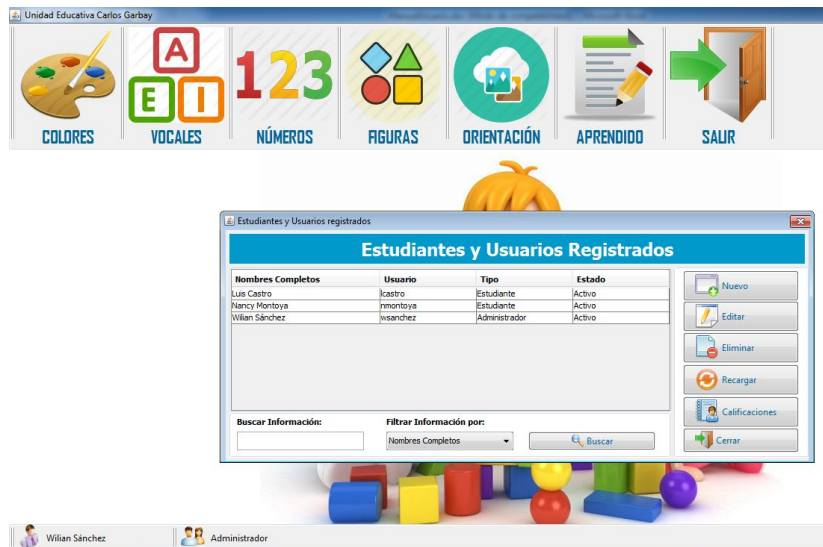 Unidad Educativa Carlos Garbay
A
E I
123
COLORES VOCALES NÚMEROS FIGURAS ORIENTACIÓN APRENDIDO SALIR
Estudiantes y Usuarios registrados
Estudiantes y Usuarios Registrados
Nombres Completos Usuario Tipo Estado
Luis Castro lcastro Estudiante Activo
Nancy Montoya nmontoya Estudiante Activo
Wilian Sánchez wsanchez Administrador Activo
Nuevo
Editar
Eliminar
Recargar
Calificaciones
Cerrar
Buscar Información: Filtrar Información por:
Nombres Completos Buscar
Wilian Sánchez Administrador